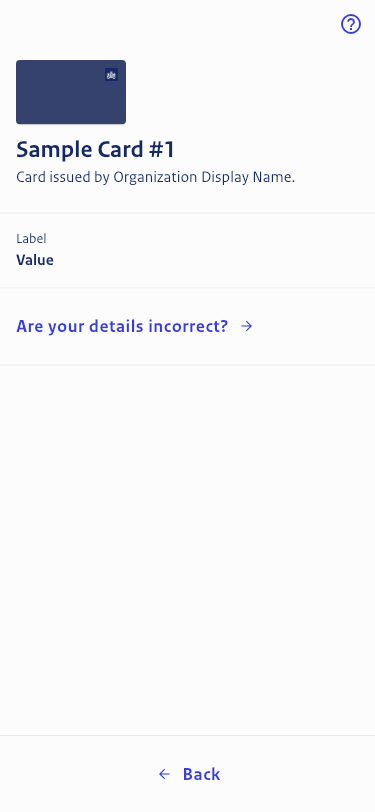 Sample Card #1
Card issued by Organization Display Name.
Label
Value
Are your details incorrect?
Back